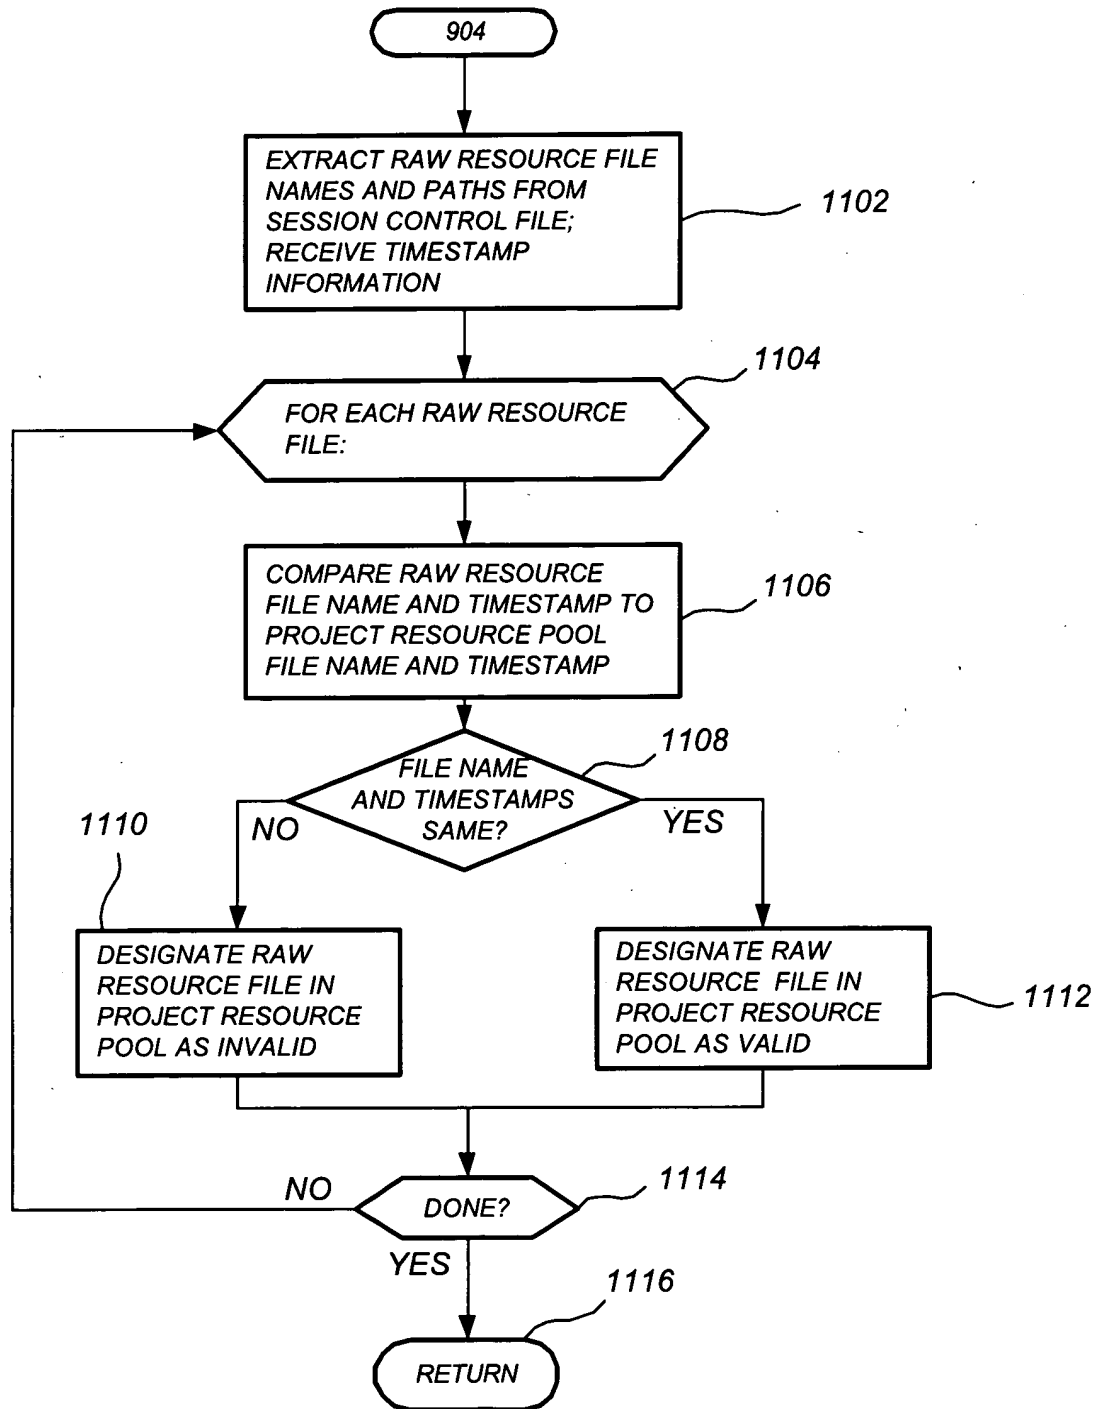 904
EXTRACT RAW RESOURCE FILE
NAMES AND PATHS FROM
SESSION CONTROL FILE;
RECEIVE TIMESTAMP
INFORMATION
1102
1104
FOR EACH RAW RESOURCE
FILE:
COMPARE RAW RESOURCE
FILE NAME AND TIMESTAMP TO
PROJECT RESOURCE POOL
FILE NAME AND TIMESTAMP
1106
1108
FILE NAME
AND TIMESTAMPS
SAME?
NO
YES
1110
DESIGNATE RAW
RESOURCE FILE IN
PROJECT RESOURCE
POOL AS INVALID
DESIGNATE RAW
RESOURCE FILE IN
PROJECT RESOURCE
POOL AS VALID
1112
1114
NO
DONE?
YES
1116
RETURN